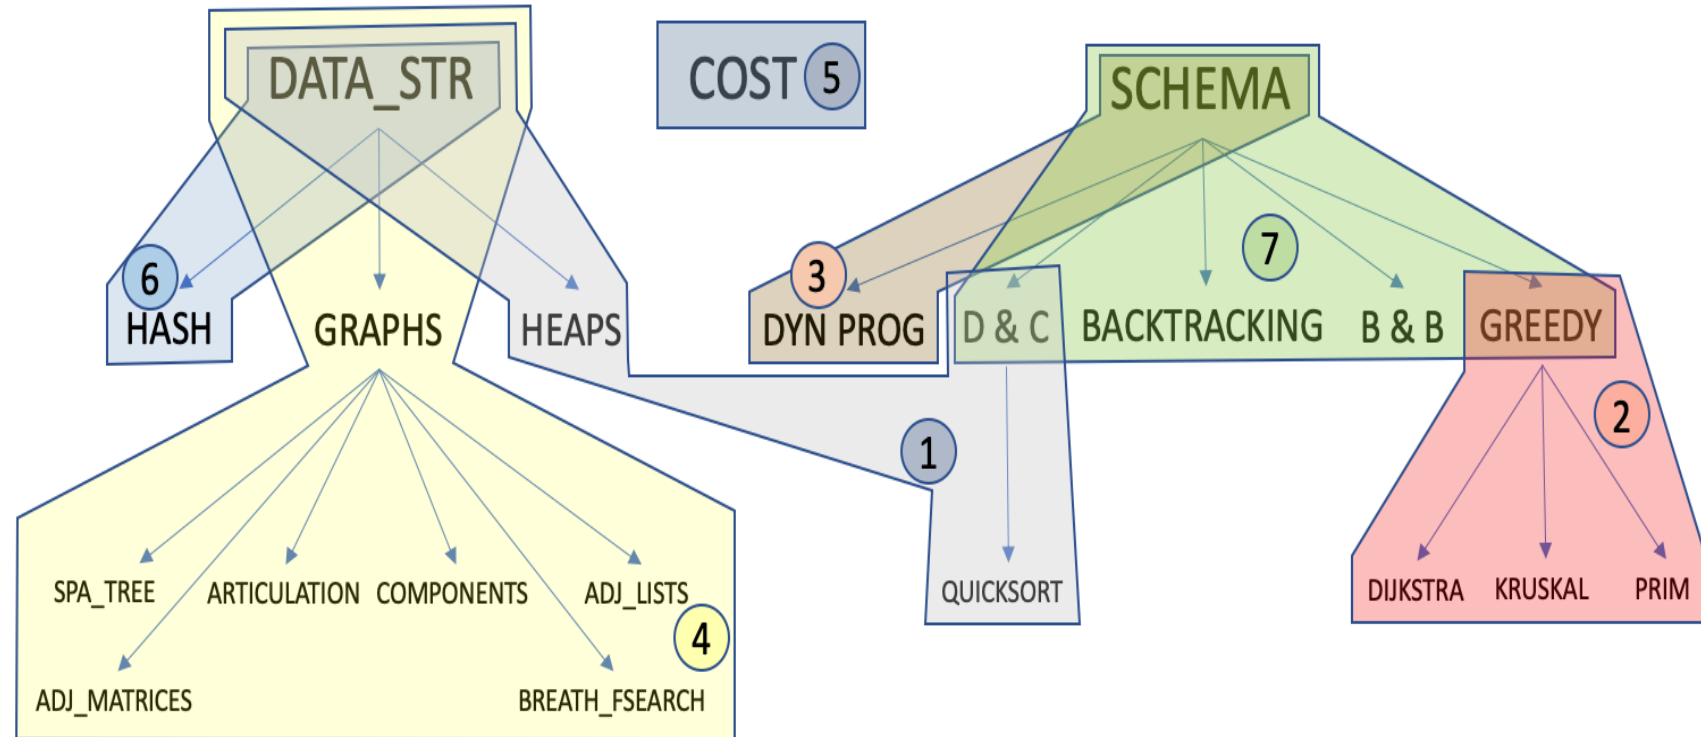 DATA_STR
COST 5
SCHEMA
6
3
7
HASH
GRAPHS
HEAPS
DYN PROG
D & C
BACKTRACKING
B & B
GREEDY
1
2
SPA_TREE
ARTICULATION
COMPONENTS
ADJ_LISTS
QUICKSORT
DIJKSTRA
KRUSKAL
PRIM
4
ADJ_MATRICES
BREATH_FSEARCH